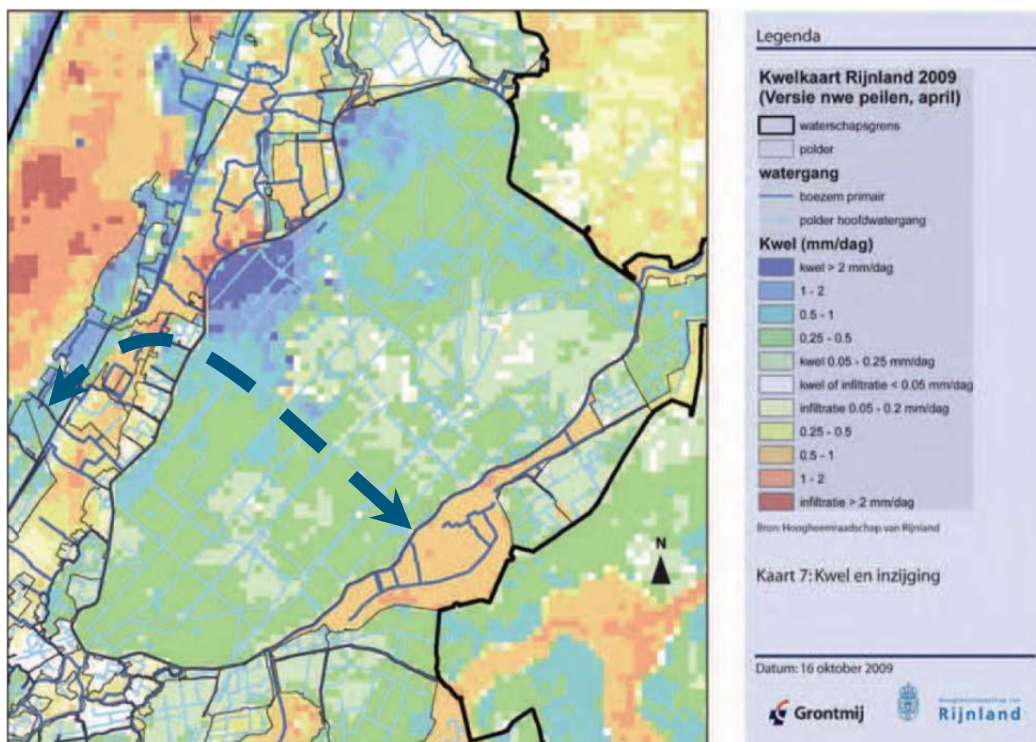 N
Legenda
Kwelkaart Rijnland 2009
(Versie nwe peilen, april)
waterschapsgrens
polder
watergang
boezem primair
polder hoofdwatergang
Kwel (mm/dag)
kwel > 2 mm/dag
1 - 2
0.5 - 1
0.25 - 0.5
kwel 0.05 - 0.25 mm/dag
kwel of infiltratie < 0.05 mm/dag
infiltratie 0.05 - 0.2 mm/dag
0.25 - 0.5
0.5 - 1
1 - 2
infiltratie > 2 mm/dag
Bron: Hoogheemraadschap van Rijnland
Kaart 7: Kwel en inzijging
Datum: 16 oktober 2009
Grontmij
Hoogheemraadschap van
Rijnland